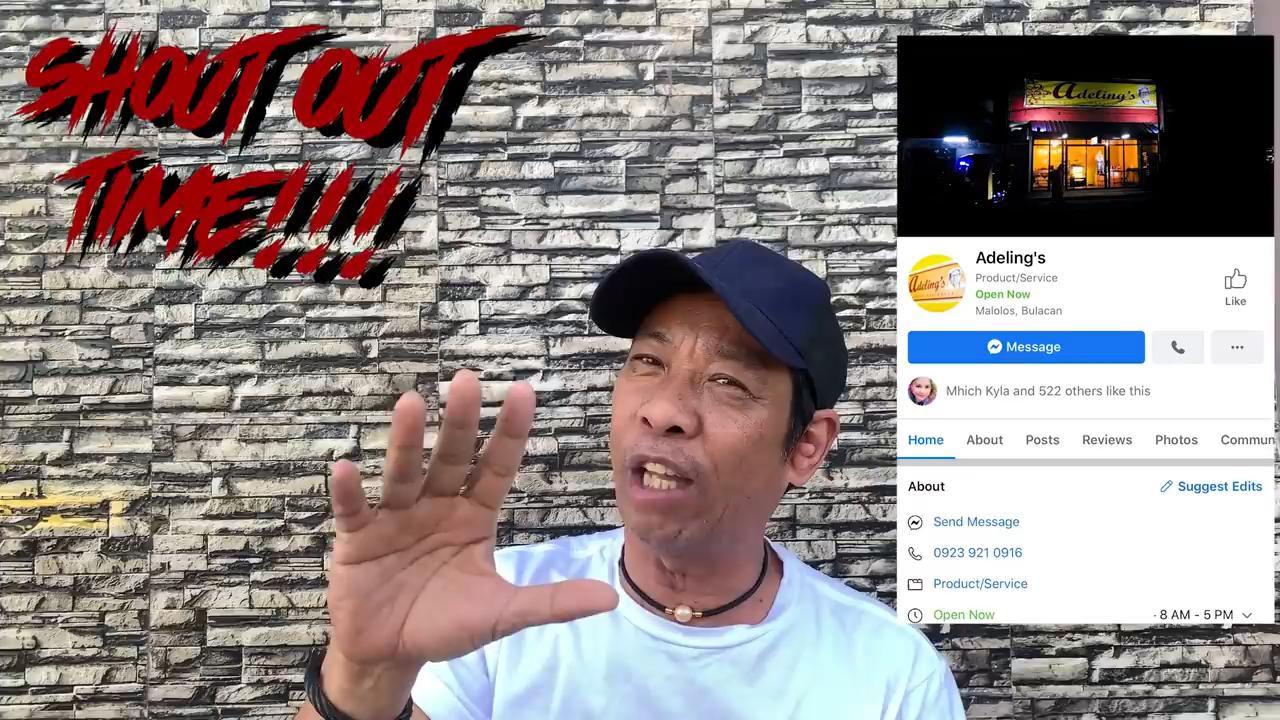 SHOUT OUT
TIME!!!
Adeling's
Adeling's
Adeling's
Product/Service
Open Now
Malolos, Bulacan
Like
Message
Mhich Kyla and 522 others like this
Home About Posts Reviews Photos Commun
About
Suggest Edits
Send Message
0923 921 0916
Product/Service
Open Now
· 8 AM - 5 PM